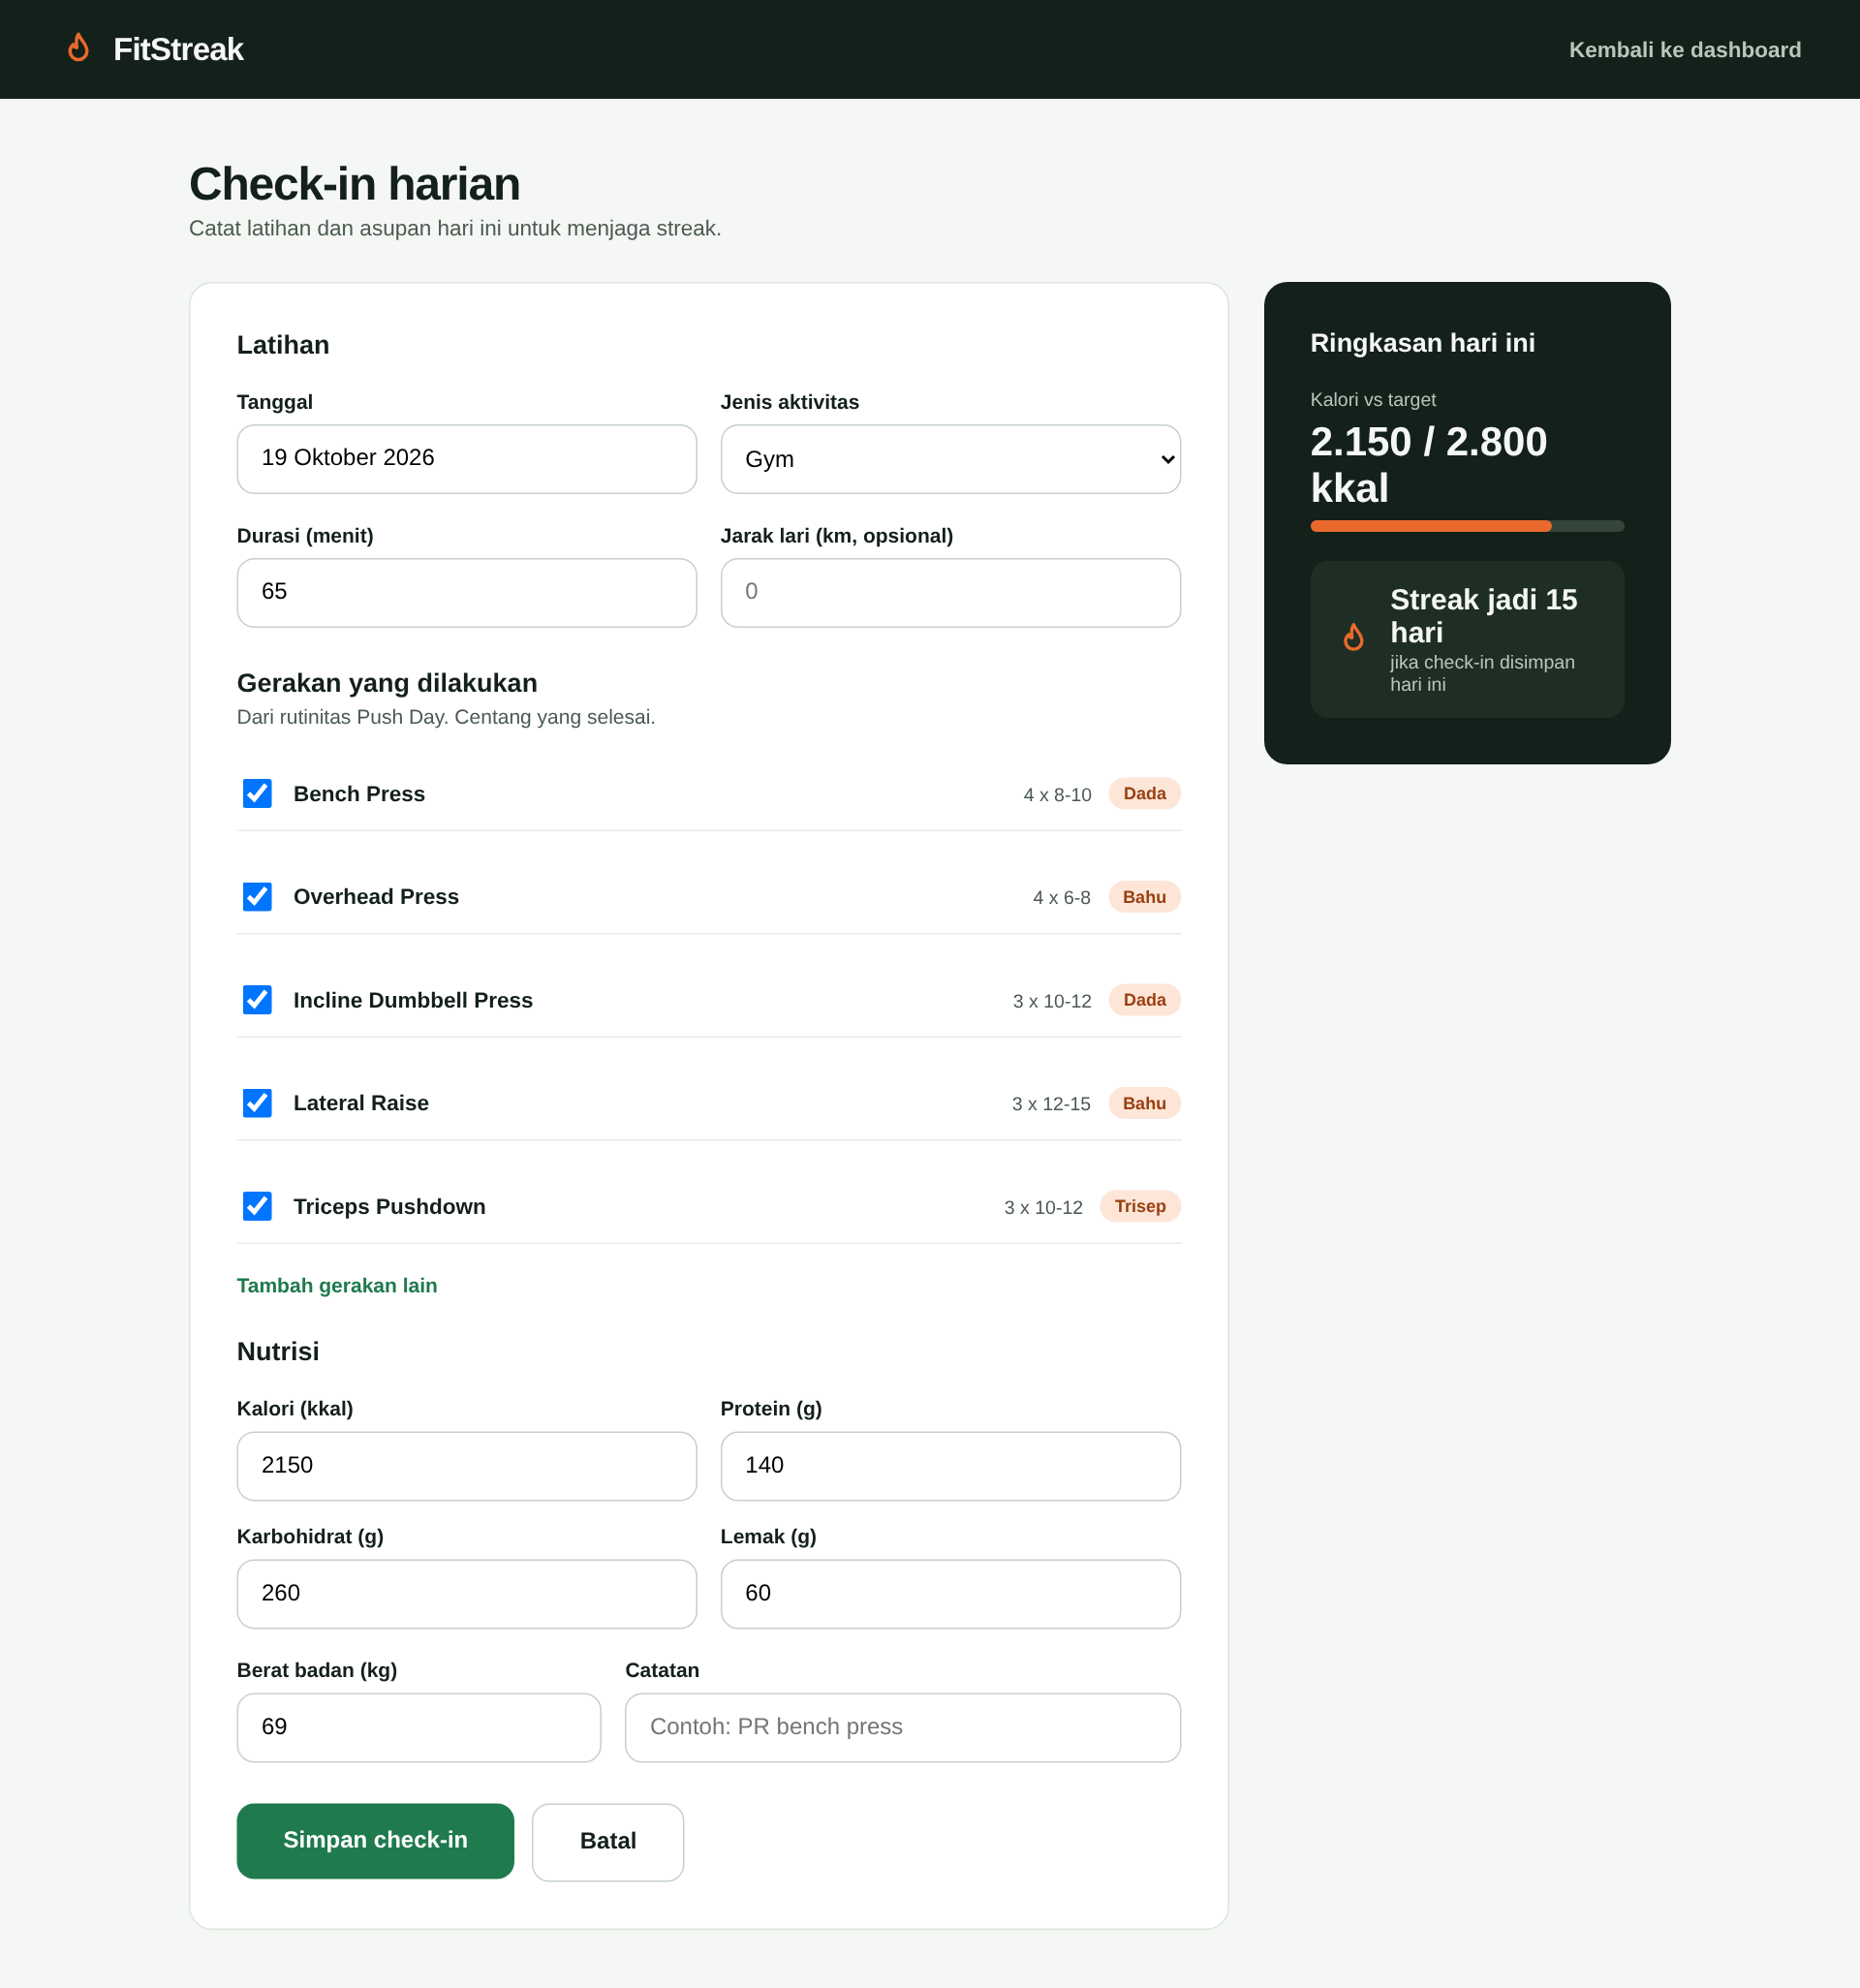 FitStreak
Kembali ke dashboard
Check-in harian
Catat latihan dan asupan hari ini untuk menjaga streak.
Latihan
Tanggal
Jenis aktivitas
19 Oktober 2026
Gym
Durasi (menit)
Jarak lari (km, opsional)
65
0
Gerakan yang dilakukan
Dari rutinitas Push Day. Centang yang selesai.
Bench Press
4 x 8-10
Dada
Overhead Press
4 x 6-8
Bahu
Incline Dumbbell Press
3 x 10-12
Dada
Lateral Raise
3 x 12-15
Bahu
Triceps Pushdown
3 x 10-12
Trisep
Tambah gerakan lain
Nutrisi
Kalori (kkal)
Protein (g)
2150
140
Karbohidrat (g)
Lemak (g)
260
60
Berat badan (kg)
Catatan
69
Contoh: PR bench press
Simpan check-in
Batal
Ringkasan hari ini
Kalori vs target
2.150 / 2.800
kkal
Streak jadi 15
hari
jika check-in disimpan
hari ini